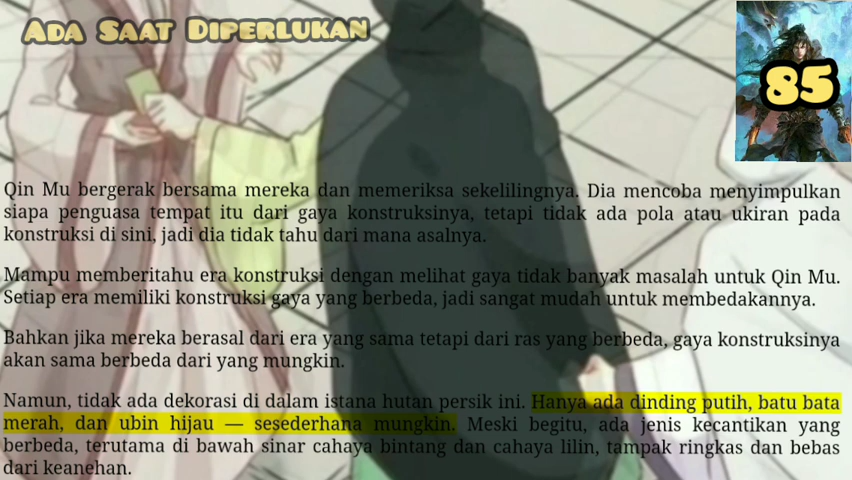 Ada Saat Diperlukan
85
Qin Mu bergerak bersama mereka dan memeriksa sekelilingnya. Dia mencoba menyimpulkan
siapa penguasa tempat itu dari gaya konstruksinya, tetapi tidak ada pola atau ukiran pada
konstruksi di sini, jadi dia tidak tahu dari mana asalnya.
Mampu memberitahu era konstruksi dengan melihat gaya tidak banyak masalah untuk Qin Mu.
Setiap era memiliki konstruksi gaya yang berbeda, jadi sangat mudah untuk membedakannya.
Bahkan jika mereka berasal dari era yang sama tetapi dari ras yang berbeda, gaya konstruksinya
akan sama berbeda dari yang mungkin.
Namun, tidak ada dekorasi di dalam istana hutan persik ini. Hanya ada dinding putih, batu bata
merah, dan ubin hijau — sesederhana mungkin. Meski begitu, ada jenis kecantikan yang
berbeda, terutama di bawah sinar cahaya bintang dan cahaya lilin, tampak ringkas dan bebas
dari keanehan.